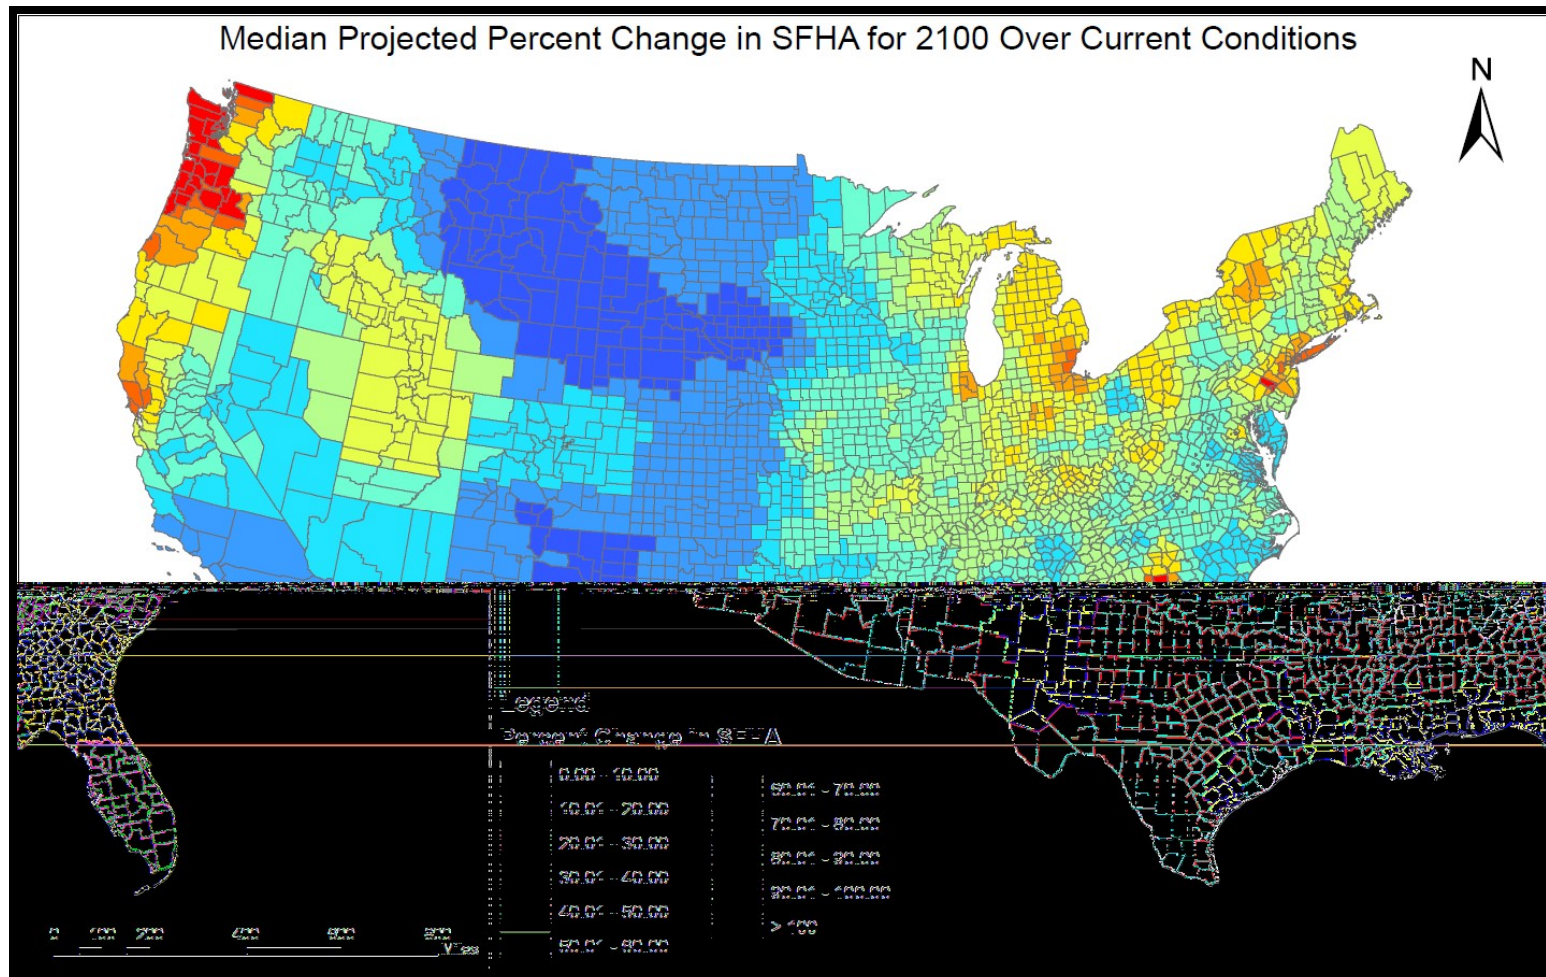 Median Projected Percent Change in SFHA for 2100 Over Current Conditions
N
Legend
Percent Change in SFHA
0.00 - 10.00
10.01 - 20.00
20.01 - 30.00
30.01 - 40.00
40.01 - 50.00
50.01 - 60.00
60.01 - 70.00
70.01 - 80.00
80.01 - 90.00
90.01 - 100.00
> 100
0 100 200 400 600 800
Miles